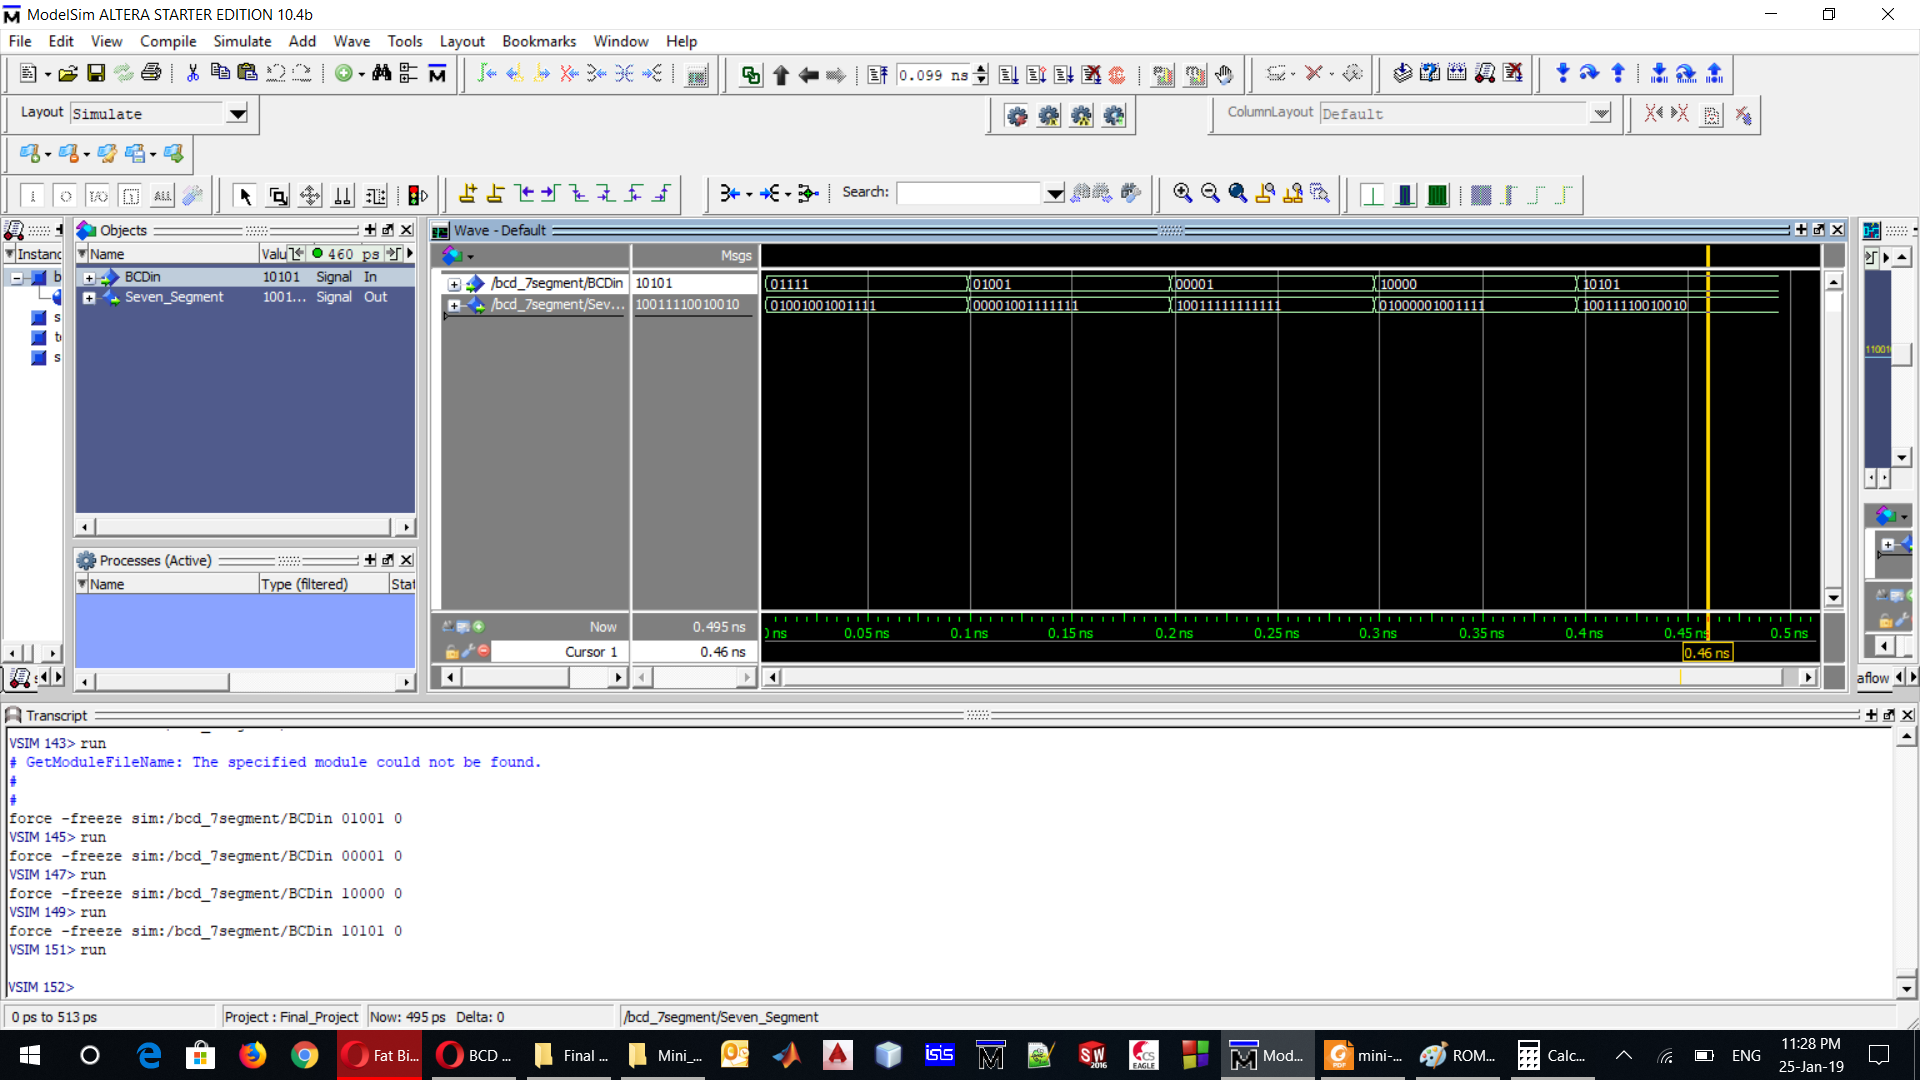 ModelSim ALTERA STARTER EDITION 10.4b
File Edit View Compile Simulate Add Wave Tools Layout Bookmarks Window Help
0.099 ns
Layout Simulate
ColumnLayout Default
ALL
Search:
Objects
Wave - Default
Instanc
Name
Valu
460 ps
Msgs
BCDin 10101 Signal In
Seven_Segment 1001... Signal Out
/bcd_7segment/BCDin 10101 01111 01001 00001 10000 10101
/bcd_7segment/Sev... 10011110010010 01001001001111 00001001111111 10011111111111 01000001001111 10011110010010
Processes (Active)
Name Type (filtered) Stat
Now 0.495 ns
0.05 ns 0.1 ns 0.15 ns 0.2 ns 0.25 ns 0.3 ns 0.35 ns 0.4 ns 0.45 ns 0.5 ns
Cursor 1 0.46 ns 0.46 ns
aflow
Transcript
VSIM 143> run
# GetModuleFileName: The specified module could not be found.
#
#
force -freeze sim:/bcd_7segment/BCDin 01001 0
VSIM 145> run
force -freeze sim:/bcd_7segment/BCDin 00001 0
VSIM 147> run
force -freeze sim:/bcd_7segment/BCDin 10000 0
VSIM 149> run
force -freeze sim:/bcd_7segment/BCDin 10101 0
VSIM 151> run
VSIM 152>
0 ps to 513 ps Project : Final_Project Now: 495 ps Delta: 0 /bcd_7segment/Seven_Segment
Fat Bi... BCD ... Final ... Mini_... isis SW 2016 EAGLE Mod... mini-... ROM... Calc... ENG
11:28 PM
25-Jan-19